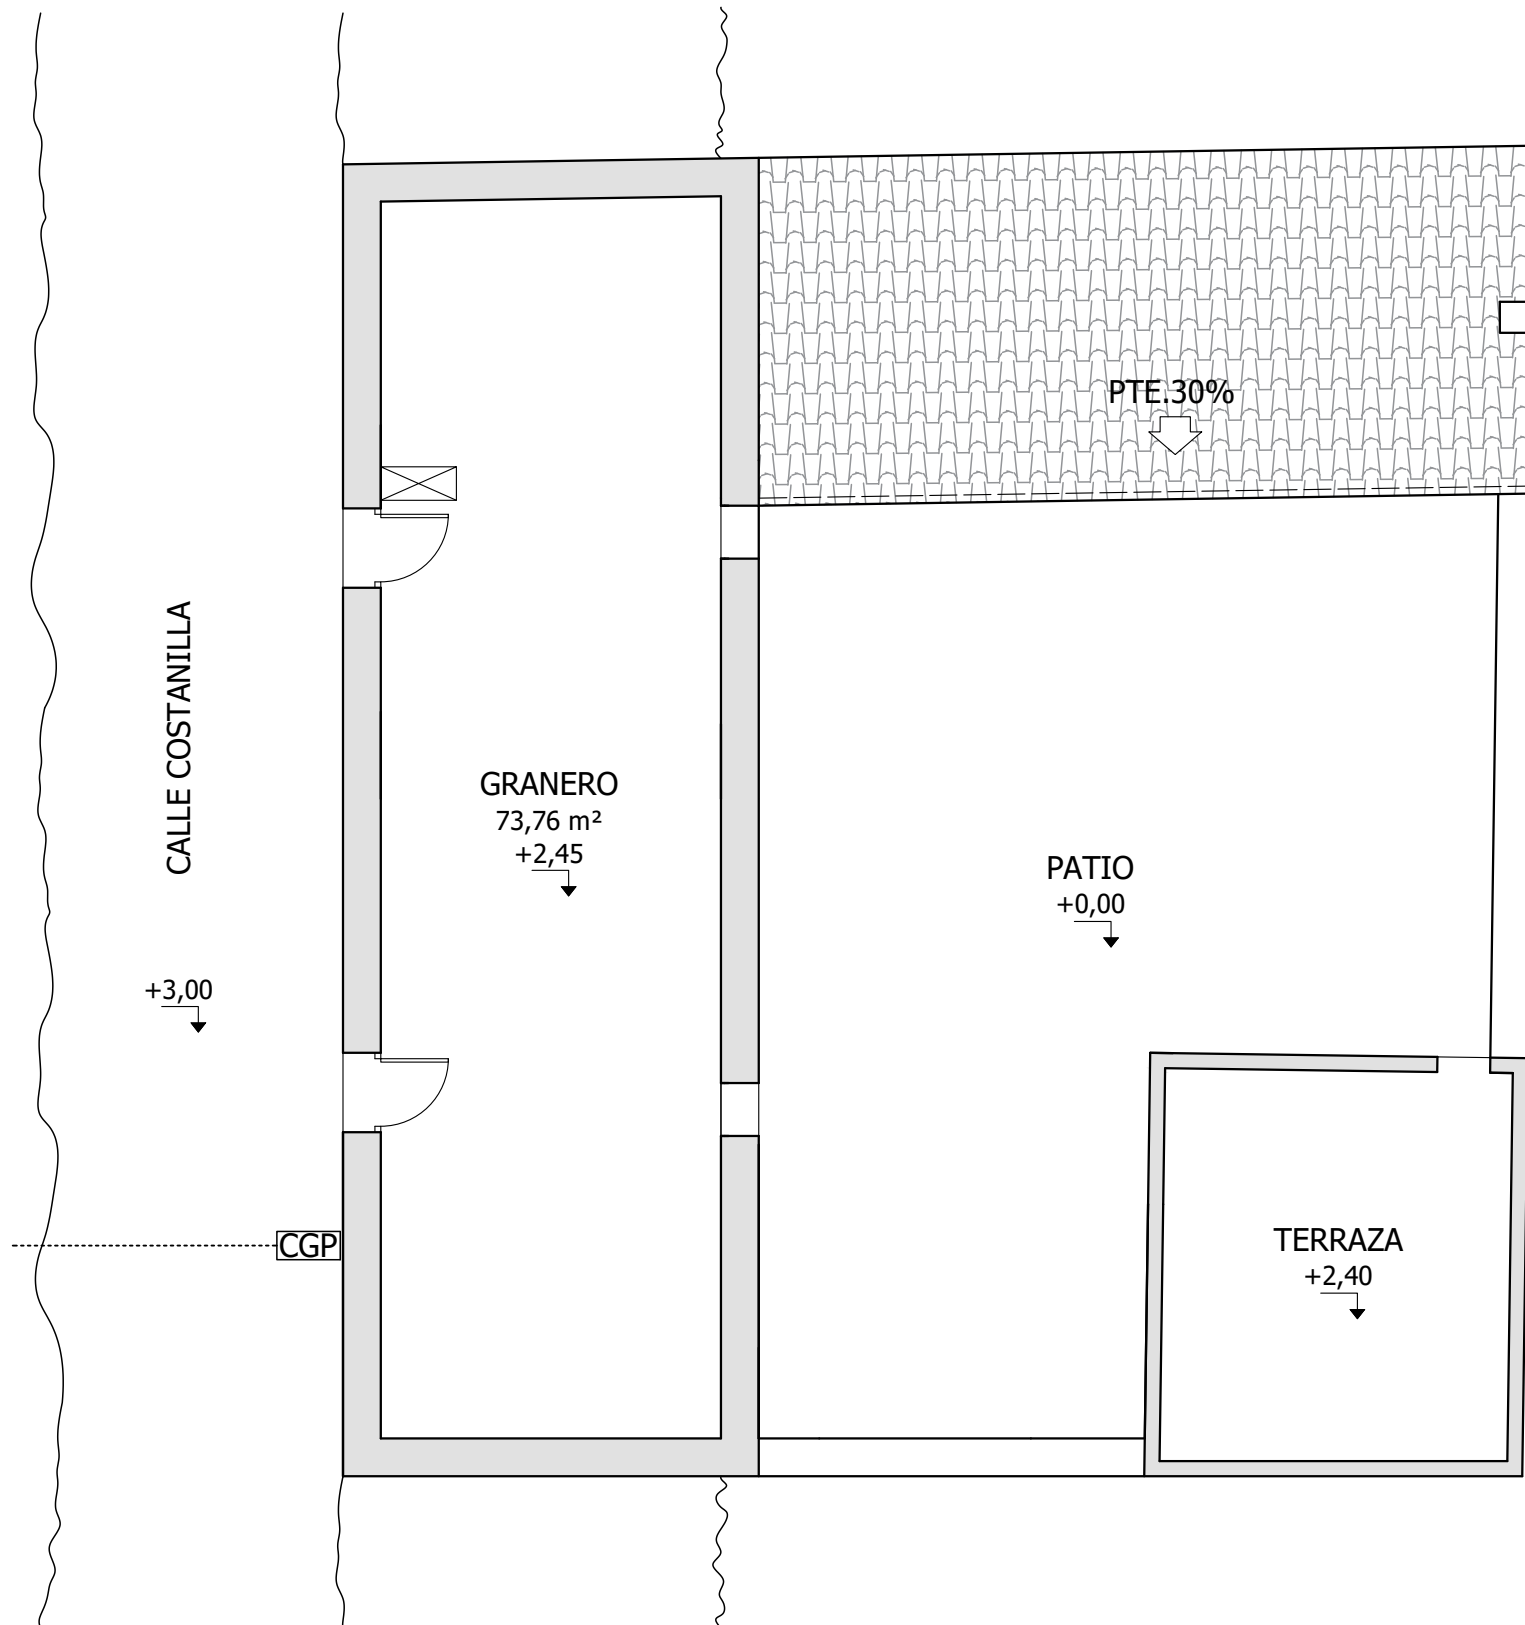 PTE.30%
CALLE COSTANILLA
+3,00
GRANERO
73,76 m²
+2,45
PATIO
+0,00
CGP
TERRAZA
+2,40